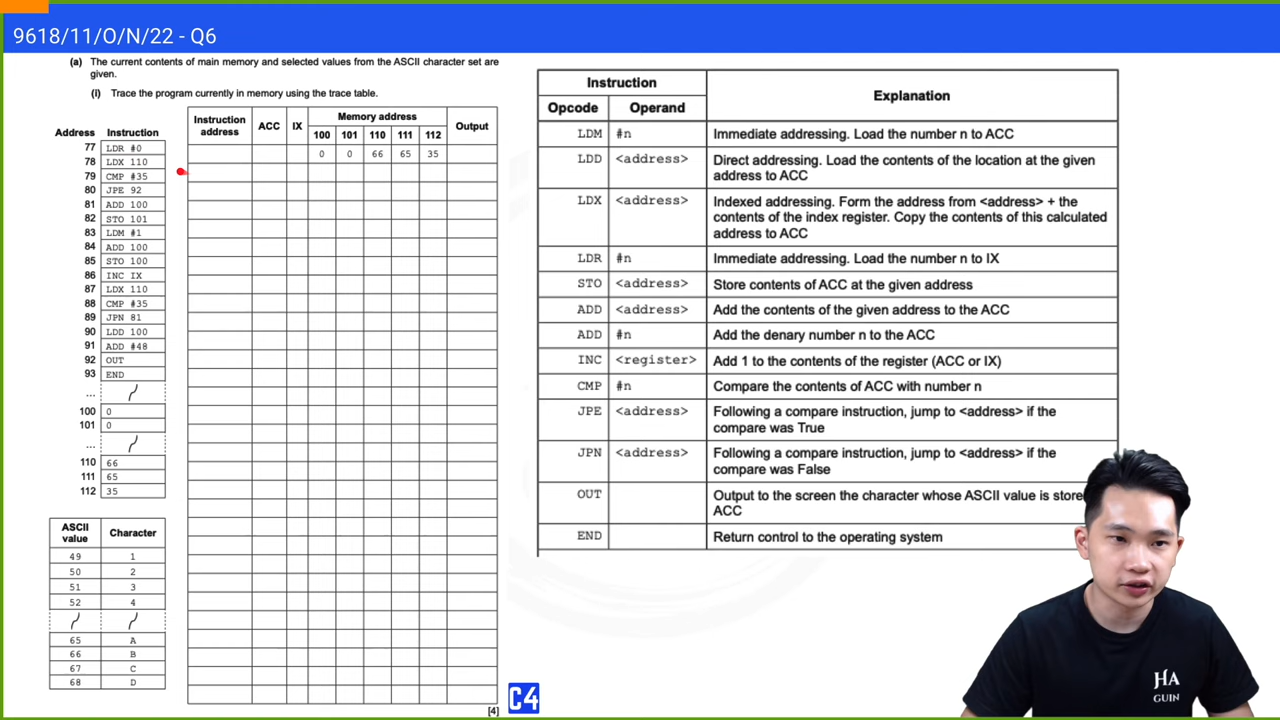 9618/11/O/N/22 - Q6
(a) The current contents of main memory and selected values from the ASCII character set are
given.
(i) Trace the program currently in memory using the trace table.
Address Instruction
77 LDR #0
78 LDX 110
79 CMP #35
80 JPE 92
81 ADD 100
82 STO 101
83 LDM #1
84 ADD 100
85 STO 100
86 INC IX
87 LDX 110
88 CMP #35
89 JPN 81
90 LDD 100
91 ADD #48
92 OUT
93 END
...
100 0
101 0
...
110 66
111 65
112 35
ASCII
value Character
49 1
50 2
51 3
52 4
65 A
66 B
67 C
68 D
Instruction
address ACC IX Memory address Output
100 101 110 111 112
0 0 66 65 35
[4]
Instruction Explanation
Opcode Operand
LDM #n Immediate addressing. Load the number n to ACC
LDD <address> Direct addressing. Load the contents of the location at the given
address to ACC
LDX <address> Indexed addressing. Form the address from <address> + the
contents of the index register. Copy the contents of this calculated
address to ACC
LDR #n Immediate addressing. Load the number n to IX
STO <address> Store contents of ACC at the given address
ADD <address> Add the contents of the given address to the ACC
ADD #n Add the denary number n to the ACC
INC <register> Add 1 to the contents of the register (ACC or IX)
CMP #n Compare the contents of ACC with number n
JPE <address> Following a compare instruction, jump to <address> if the
compare was True
JPN <address> Following a compare instruction, jump to <address> if the
compare was False
OUT Output to the screen the character whose ASCII value is store
ACC
END Return control to the operating system
C4
HA
GUIN